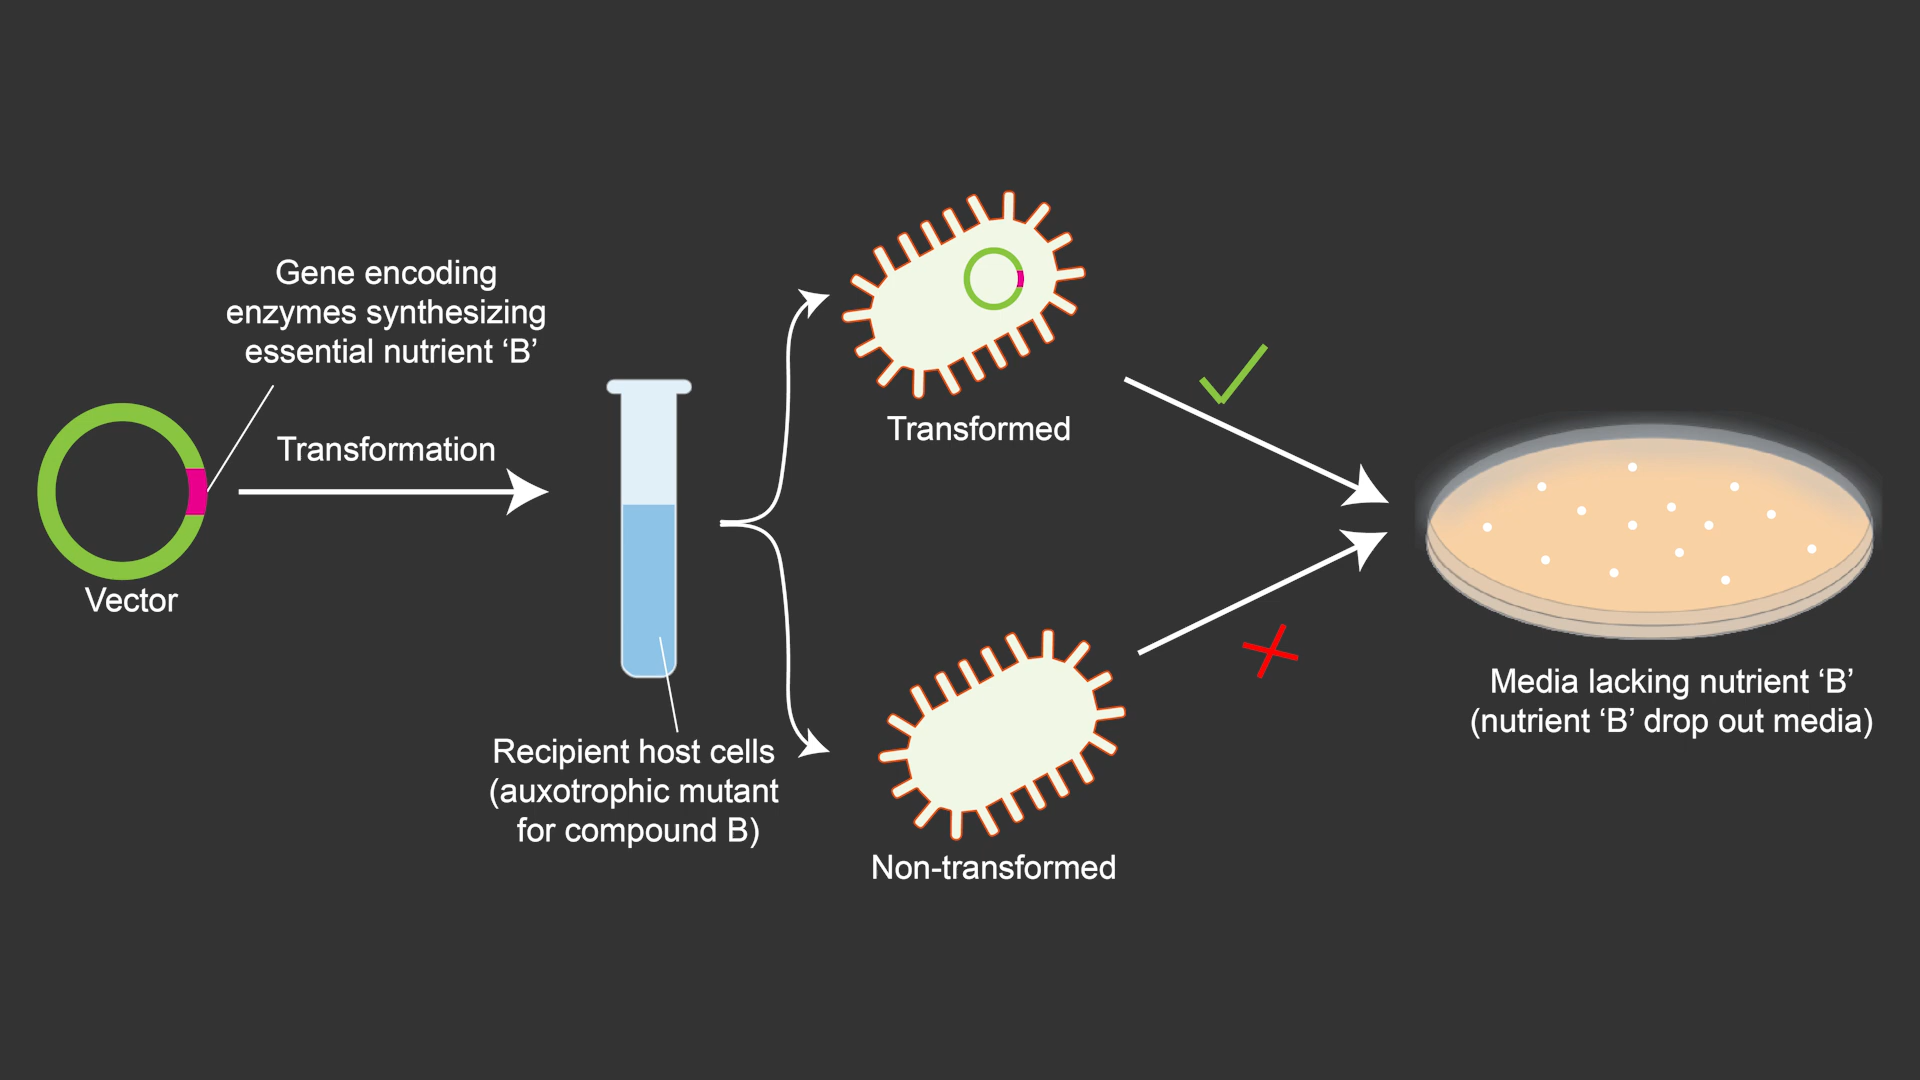 Gene encoding
enzymes synthesizing
essential nutrient ‘B’
Transformation
Vector
Recipient host cells
(auxotrophic mutant
for compound B)
Transformed
Non-transformed
Media lacking nutrient ‘B’
(nutrient ‘B’ drop out media)